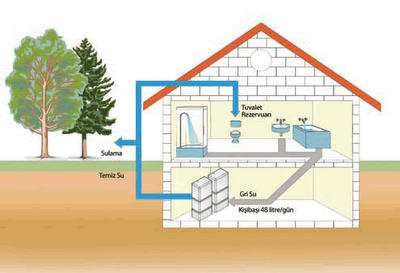 Tuvalet
Rezervuarı
Sulama
Temiz Su
Gri Su
Kişibaşı 48 litre/gün